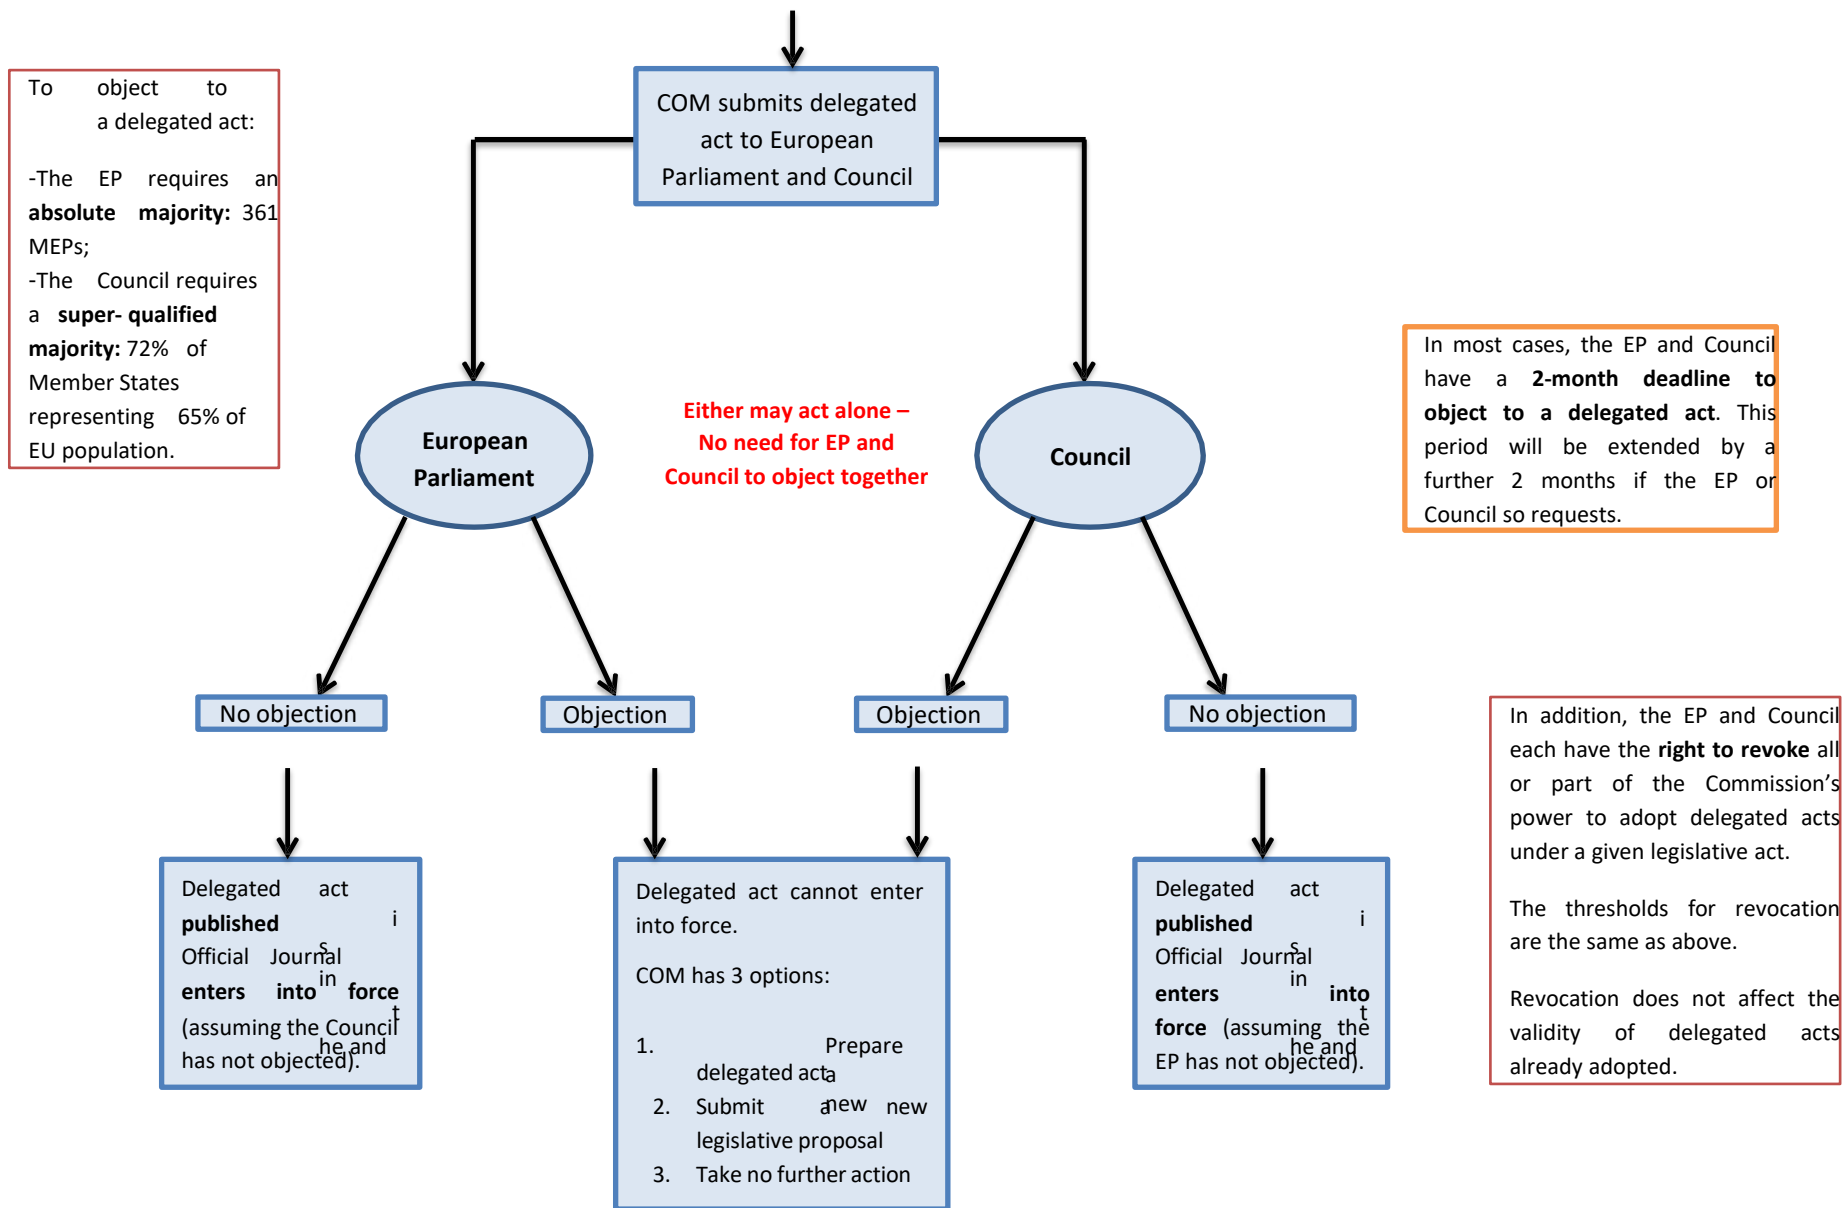 COM submits delegated
act to European
Parliament and Council
To object to
a delegated act:
-The EP requires an
absolute majority: 361
MEPs;
-The Council requires
a super- qualified
majority: 72% of
Member States
representing 65% of
EU population.
European
Parliament
Either may act alone –
No need for EP and
Council to object together
Council
In most cases, the EP and Council
have a 2-month deadline to
object to a delegated act. This
period will be extended by a
further 2 months if the EP or
Council so requests.
No objection
Objection
Objection
No objection
Delegated act
published i
s
Official Journal
in
enters into force
t
(assuming the Council
he and
has not objected).
Delegated act cannot enter
into force.
COM has 3 options:
1. Prepare
delegated act a
2. Submit a new new
legislative proposal
3. Take no further action
Delegated act
published i
s
Official Journal
in
enters into
t
force (assuming the
he and
EP has not objected).
In addition, the EP and Council
each have the right to revoke all
or part of the Commission’s
power to adopt delegated acts
under a given legislative act.
The thresholds for revocation
are the same as above.
Revocation does not affect the
validity of delegated acts
already adopted.